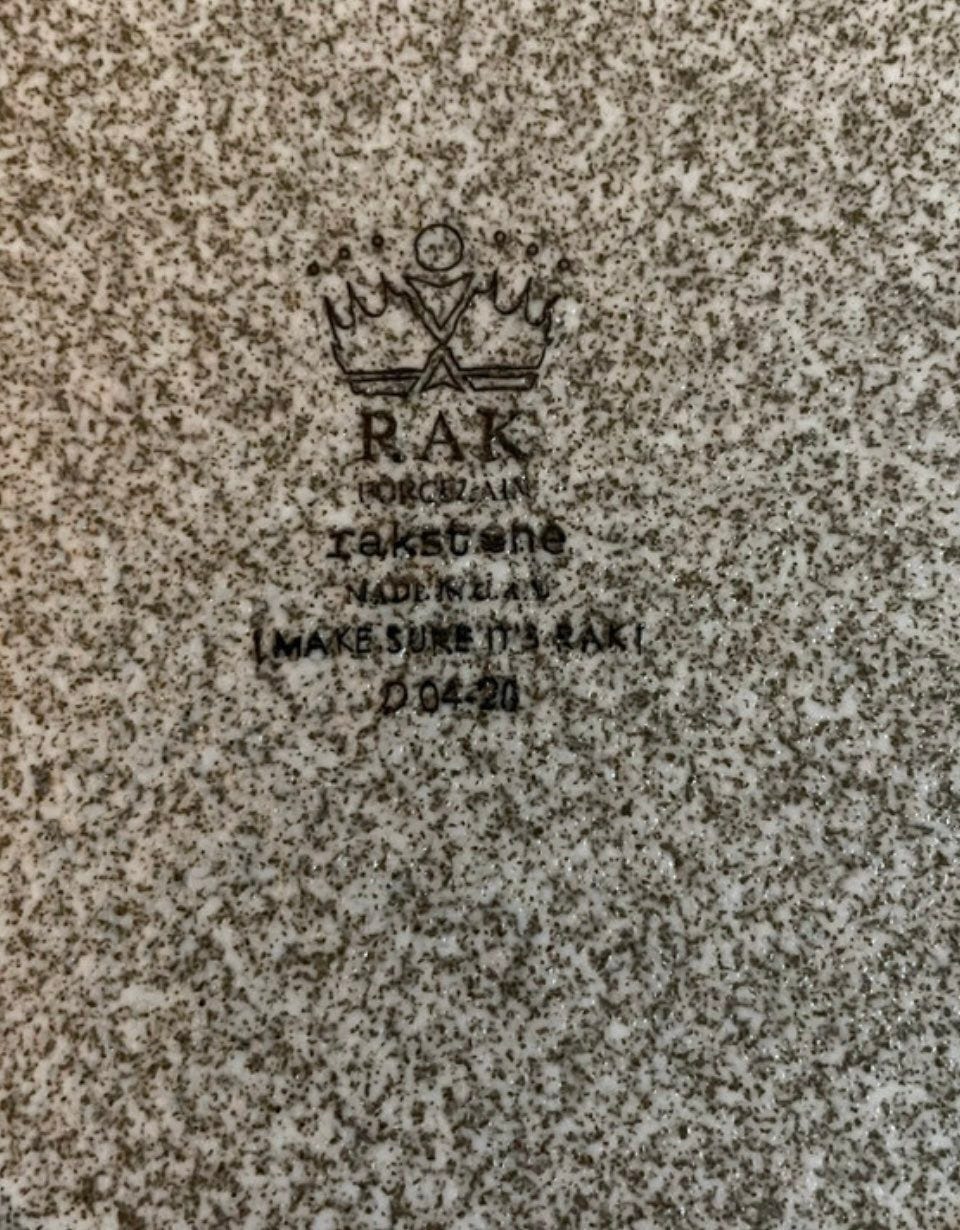 RAK
PORCELAIN
rakstone
MADE IN U.A.E
[MAKE SURE IT'S RAK]
D 04-20